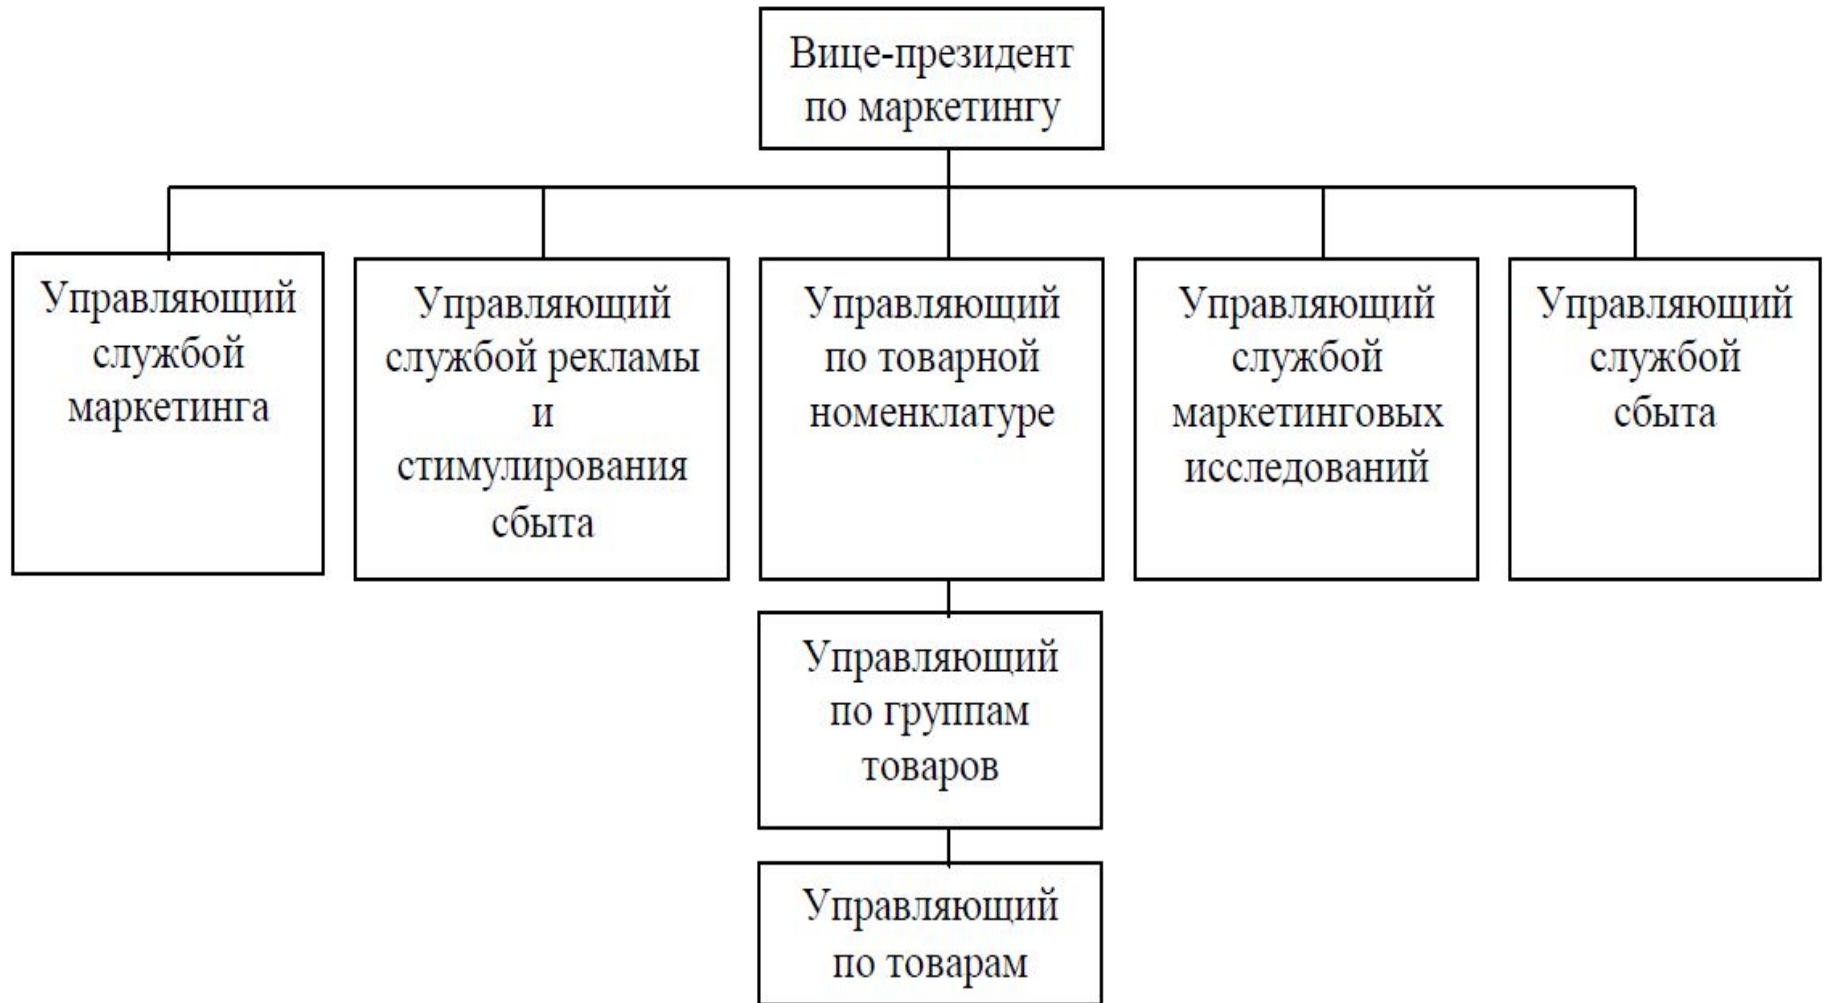 Вице-президент
по маркетингу
Управляющий
службой
маркетинга
Управляющий
службой рекламы
и
стимулирования
сбыта
Управляющий
по товарной
номенклатуре
Управляющий
службой
маркетинговых
исследований
Управляющий
службой
сбыта
Управляющий
по группам
товаров
Управляющий
по товарам